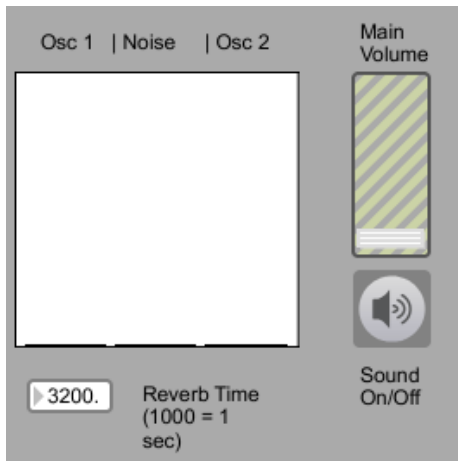 Osc 1 | Noise | Osc 2
Main
Volume
3200.
Reverb Time
(1000 = 1
sec)
Sound
On/Off